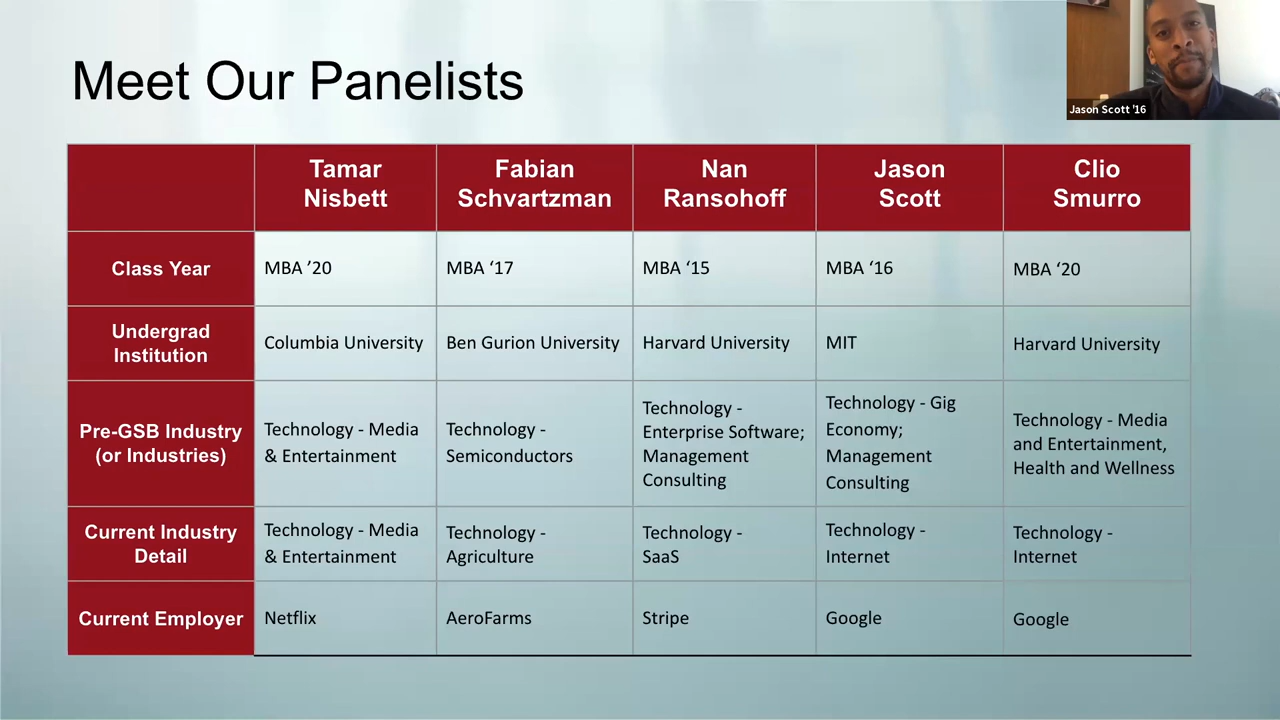 Meet Our Panelists
Jason Scott '16
Tamar
Nisbett
Fabian
Schvartzman
Nan
Ransohoff
Jason
Scott
Clio
Smurro
Class Year
MBA ’20
MBA ‘17
MBA ‘15
MBA ‘16
MBA ‘20
Undergrad
Institution
Columbia University
Ben Gurion University
Harvard University
MIT
Harvard University
Pre-GSB Industry
(or Industries)
Technology - Media
& Entertainment
Technology -
Semiconductors
Technology -
Enterprise Software;
Management
Consulting
Technology - Gig
Economy;
Management
Consulting
Technology - Media
and Entertainment,
Health and Wellness
Current Industry
Detail
Technology - Media
& Entertainment
Technology -
Agriculture
Technology -
SaaS
Technology -
Internet
Technology -
Internet
Current Employer
Netflix
AeroFarms
Stripe
Google
Google